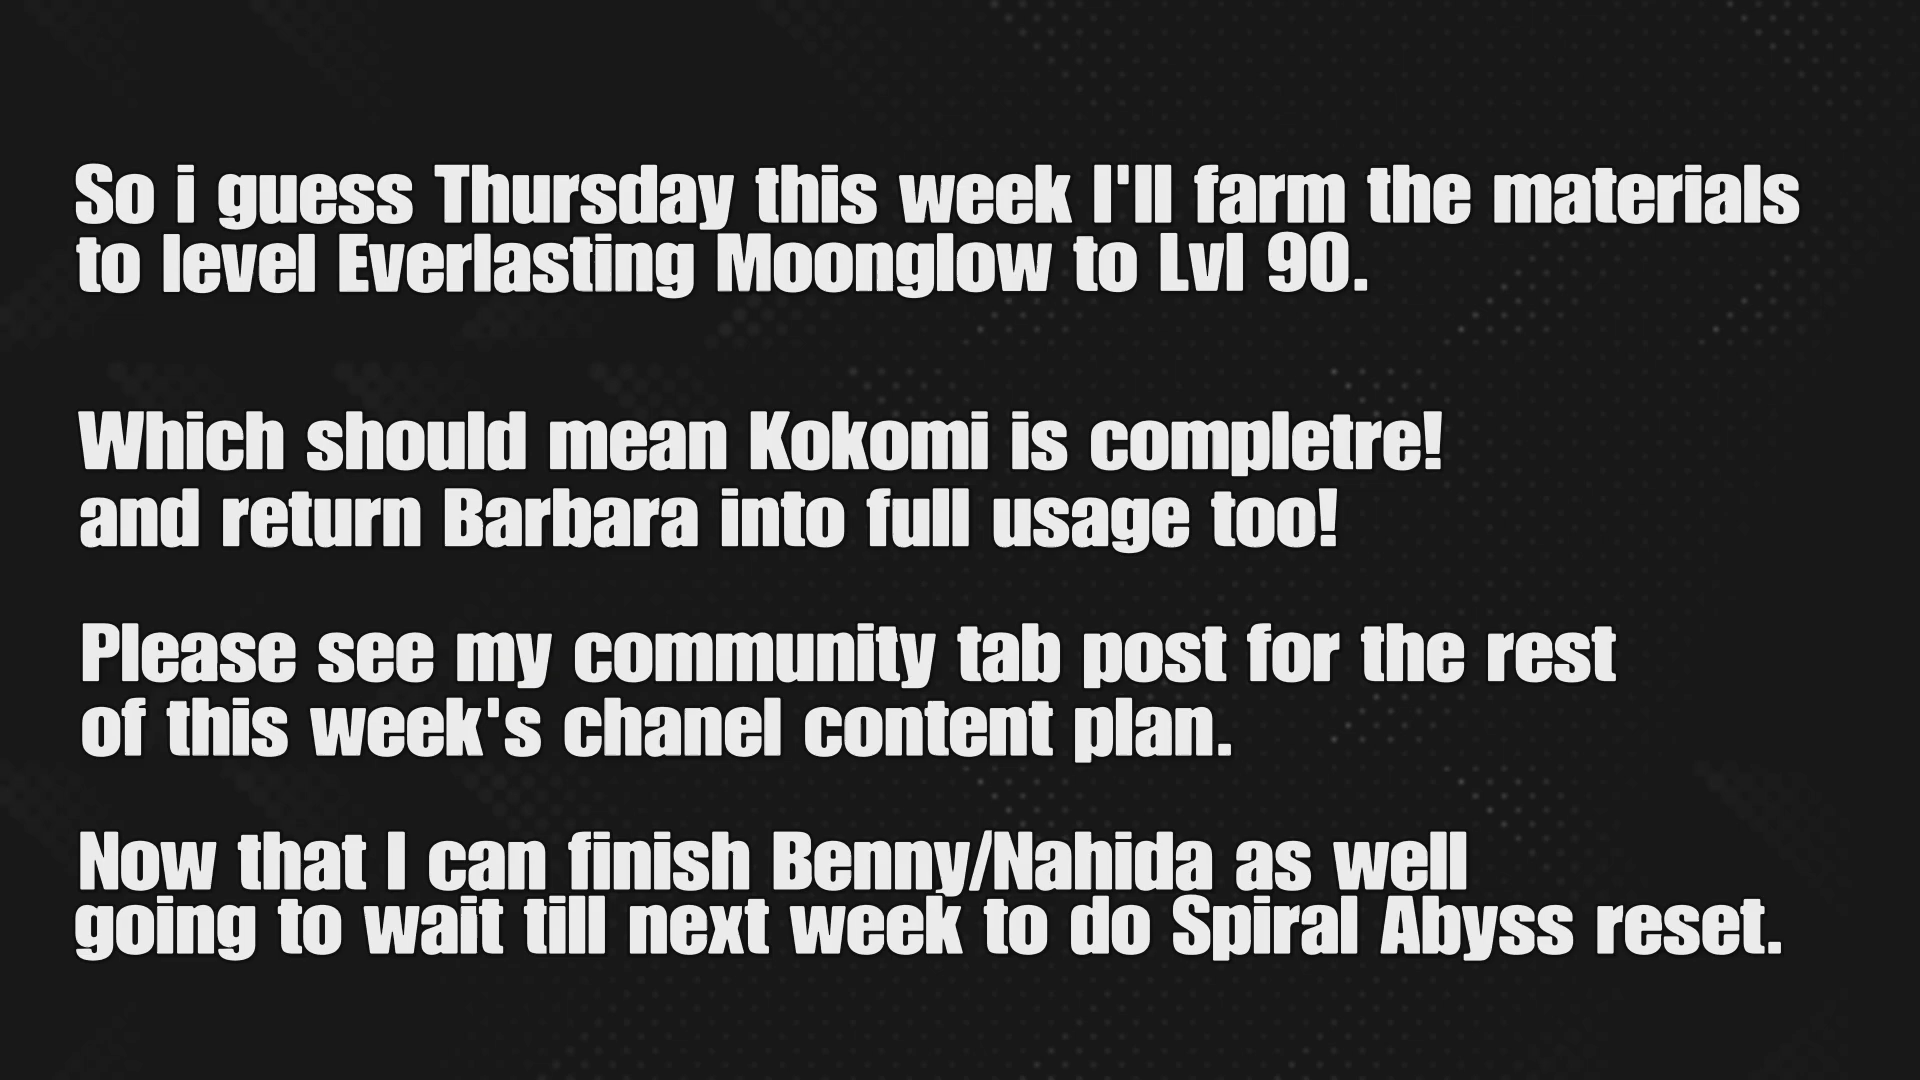 So i guess Thursday this week I'll farm the materials
to level Everlasting Moonglow to Lvl 90.
Which should mean Kokomi is completre!
and return Barbara into full usage too!
Please see my community tab post for the rest
of this week's chanel content plan.
Now that I can finish Benny/Nahida as well
going to wait till next week to do Spiral Abyss reset.